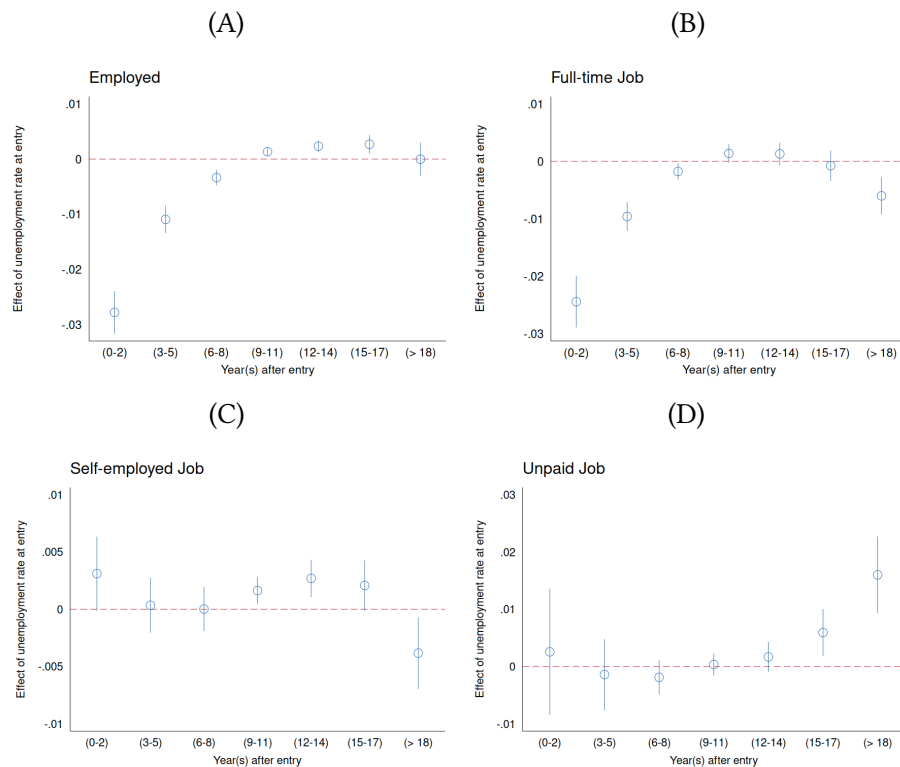 (A)
Employed
Effect of unemployment rate at entry
.01
0
-.01
-.02
-.03
(0-2) (3-5) (6-8) (9-11) (12-14) (15-17) (> 18)
Year(s) after entry
(B)
Full-time Job
Effect of unemployment rate at entry
.01
0
-.01
-.02
-.03
(0-2) (3-5) (6-8) (9-11) (12-14) (15-17) (> 18)
Year(s) after entry
(C)
Self-employed Job
Effect of unemployment rate at entry
.01
.005
0
-.005
-.01
(0-2) (3-5) (6-8) (9-11) (12-14) (15-17) (> 18)
Year(s) after entry
(D)
Unpaid Job
Effect of unemployment rate at entry
.03
.02
.01
0
-.01
(0-2) (3-5) (6-8) (9-11) (12-14) (15-17) (> 18)
Year(s) after entry